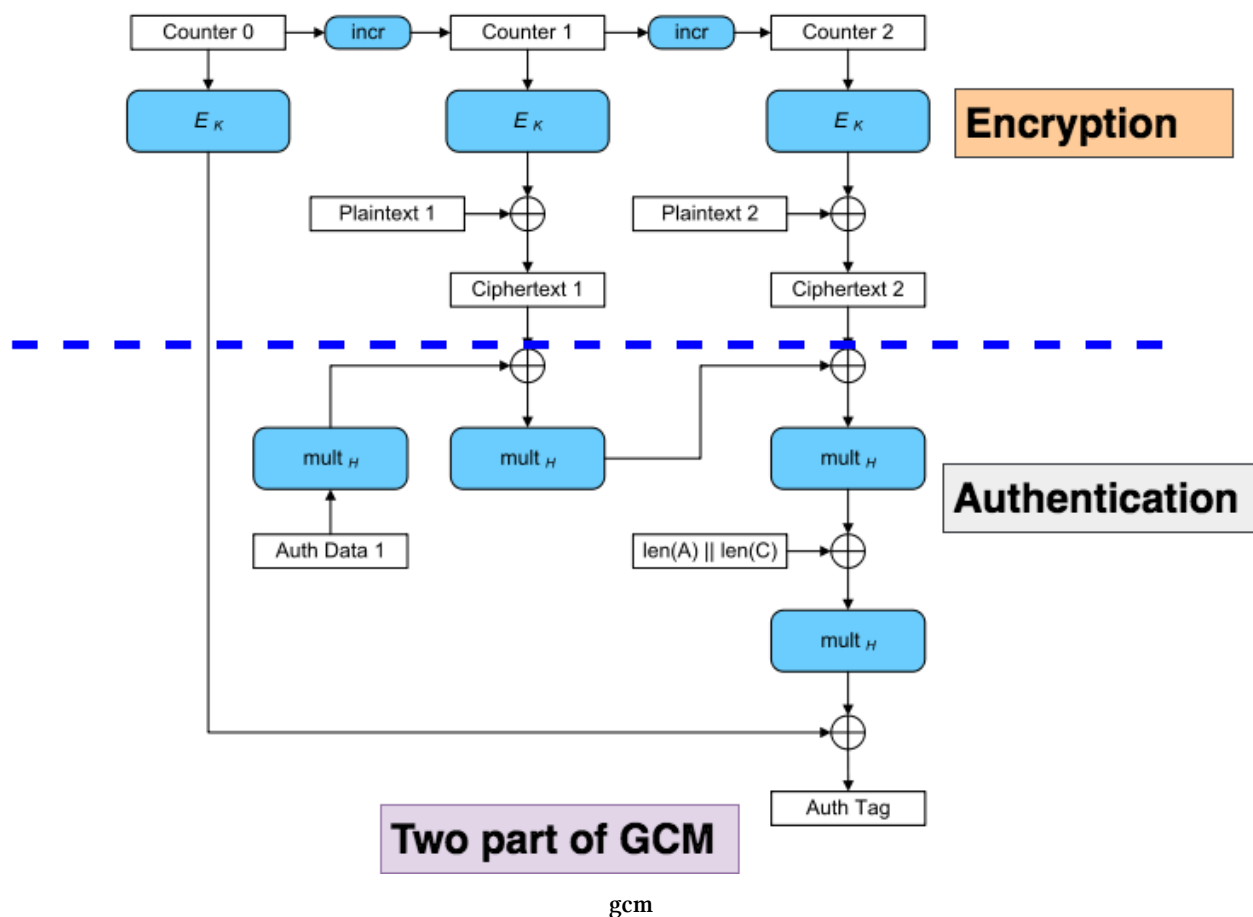 Counter 0
incr
Counter 1
incr
Counter 2
E K
E K
E K
Encryption
Plaintext 1
Plaintext 2
Ciphertext 1
Ciphertext 2
mult H
mult H
mult H
Authentication
Auth Data 1
len(A) || len(C)
mult H
Auth Tag
Two part of GCM
gcm